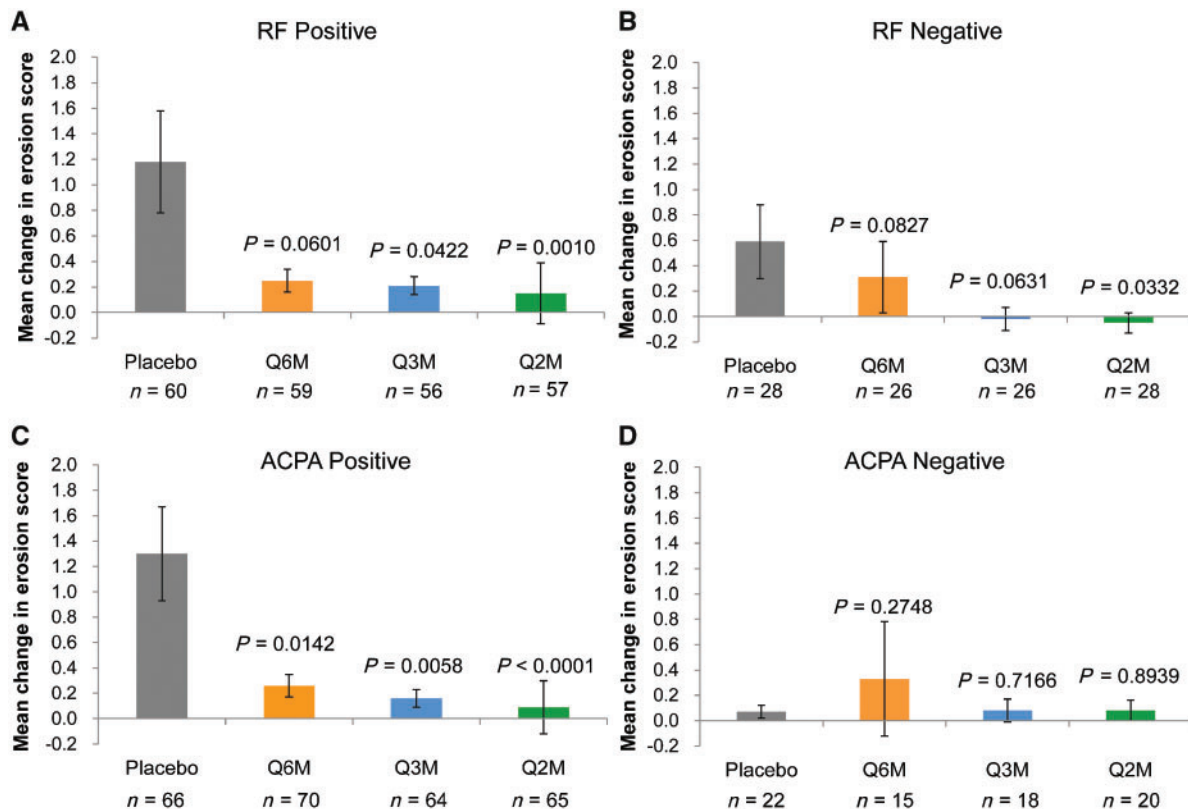 A
RF Positive
Mean change in erosion score
2.0
1.8
1.6
1.4
1.2
1.0
0.8
0.6
0.4
0.2
0.0
-0.2
P = 0.0601
P = 0.0422
P = 0.0010
Placebo Q6M Q3M Q2M
n = 60 n = 59 n = 56 n = 57
B
RF Negative
Mean change in erosion score
2.0
1.8
1.6
1.4
1.2
1.0
0.8
0.6
0.4
0.2
0.0
-0.2
P = 0.0827
P = 0.0631
P = 0.0332
Placebo Q6M Q3M Q2M
n = 28 n = 26 n = 26 n = 28
C
ACPA Positive
Mean change in erosion score
2.0
1.8
1.6
1.4
1.2
1.0
0.8
0.6
0.4
0.2
0.0
-0.2
P = 0.0142
P = 0.0058
P < 0.0001
Placebo Q6M Q3M Q2M
n = 66 n = 70 n = 64 n = 65
D
ACPA Negative
Mean change in erosion score
2.0
1.8
1.6
1.4
1.2
1.0
0.8
0.6
0.4
0.2
0.0
-0.2
P = 0.2748
P = 0.7166
P = 0.8939
Placebo Q6M Q3M Q2M
n = 22 n = 15 n = 18 n = 20